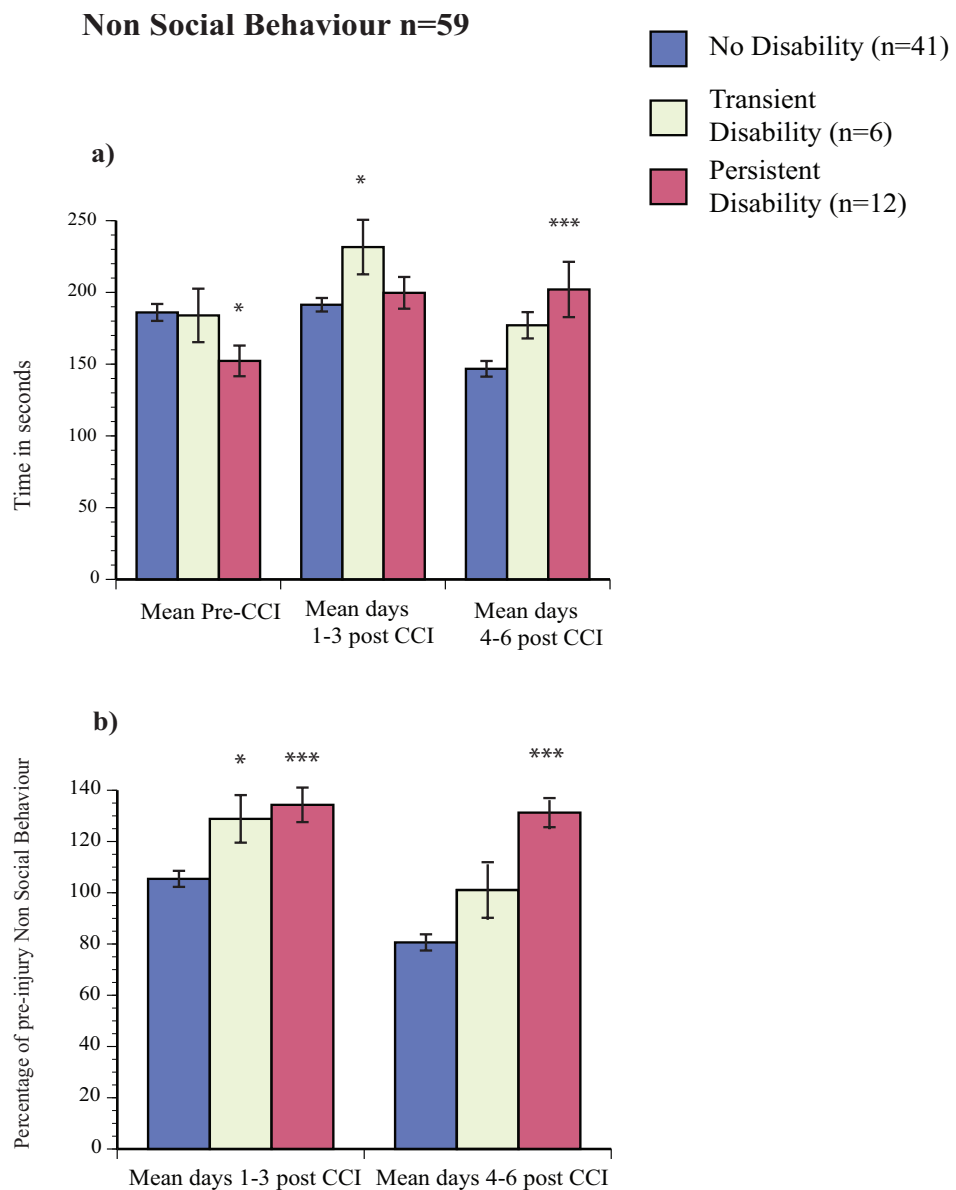 Non Social Behaviour n=59
No Disability (n=41)
Transient
Disability (n=6)
Persistent
Disability (n=12)
a)
*
*
***
250
200
150
100
50
0
Time in seconds
Mean Pre-CCI
Mean days
1-3 post CCI
Mean days
4-6 post CCI
b)
*
***
***
140
120
100
80
60
40
20
0
Percentage of pre-injury Non Social Behaviour
Mean days 1-3 post CCI
Mean days 4-6 post CCI